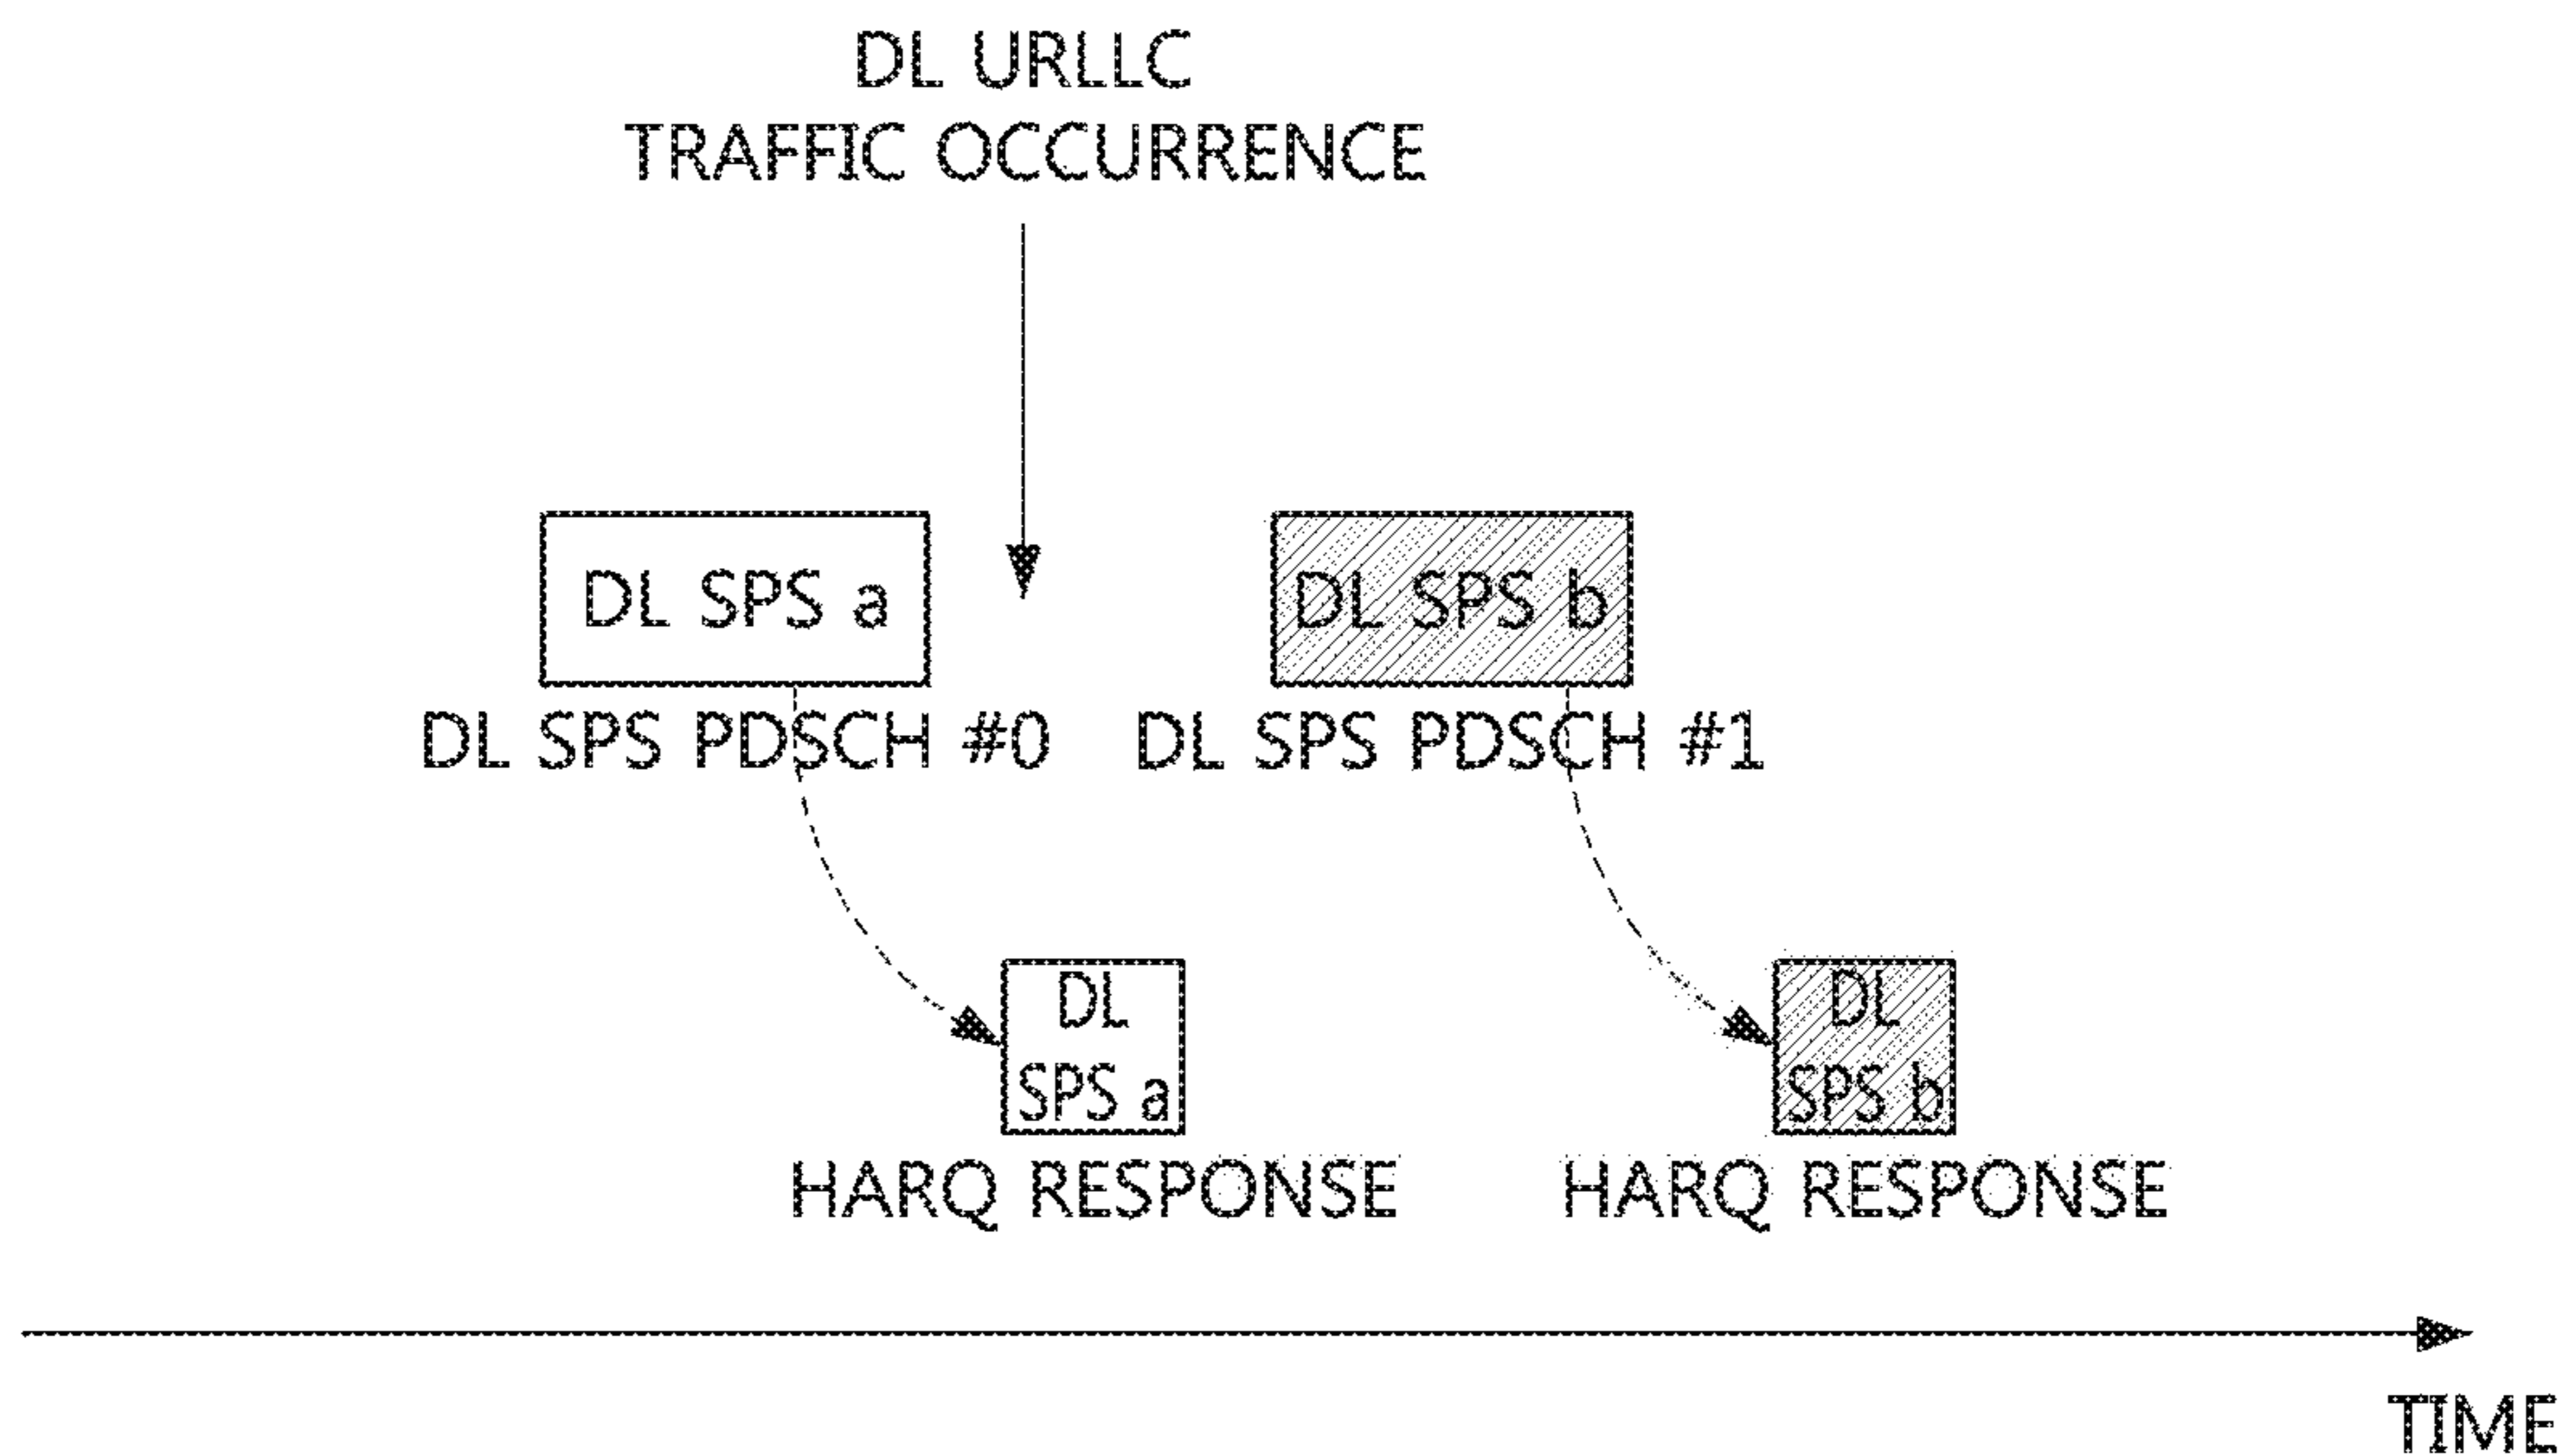 DL URLLC
TRAFFIC OCCURRENCE
DL SPS a
DL SPS b
DL SPS PDSCH #0
DL SPS PDSCH #1
DL
SPS a
DL
SPS b
HARQ RESPONSE
HARQ RESPONSE
TIME